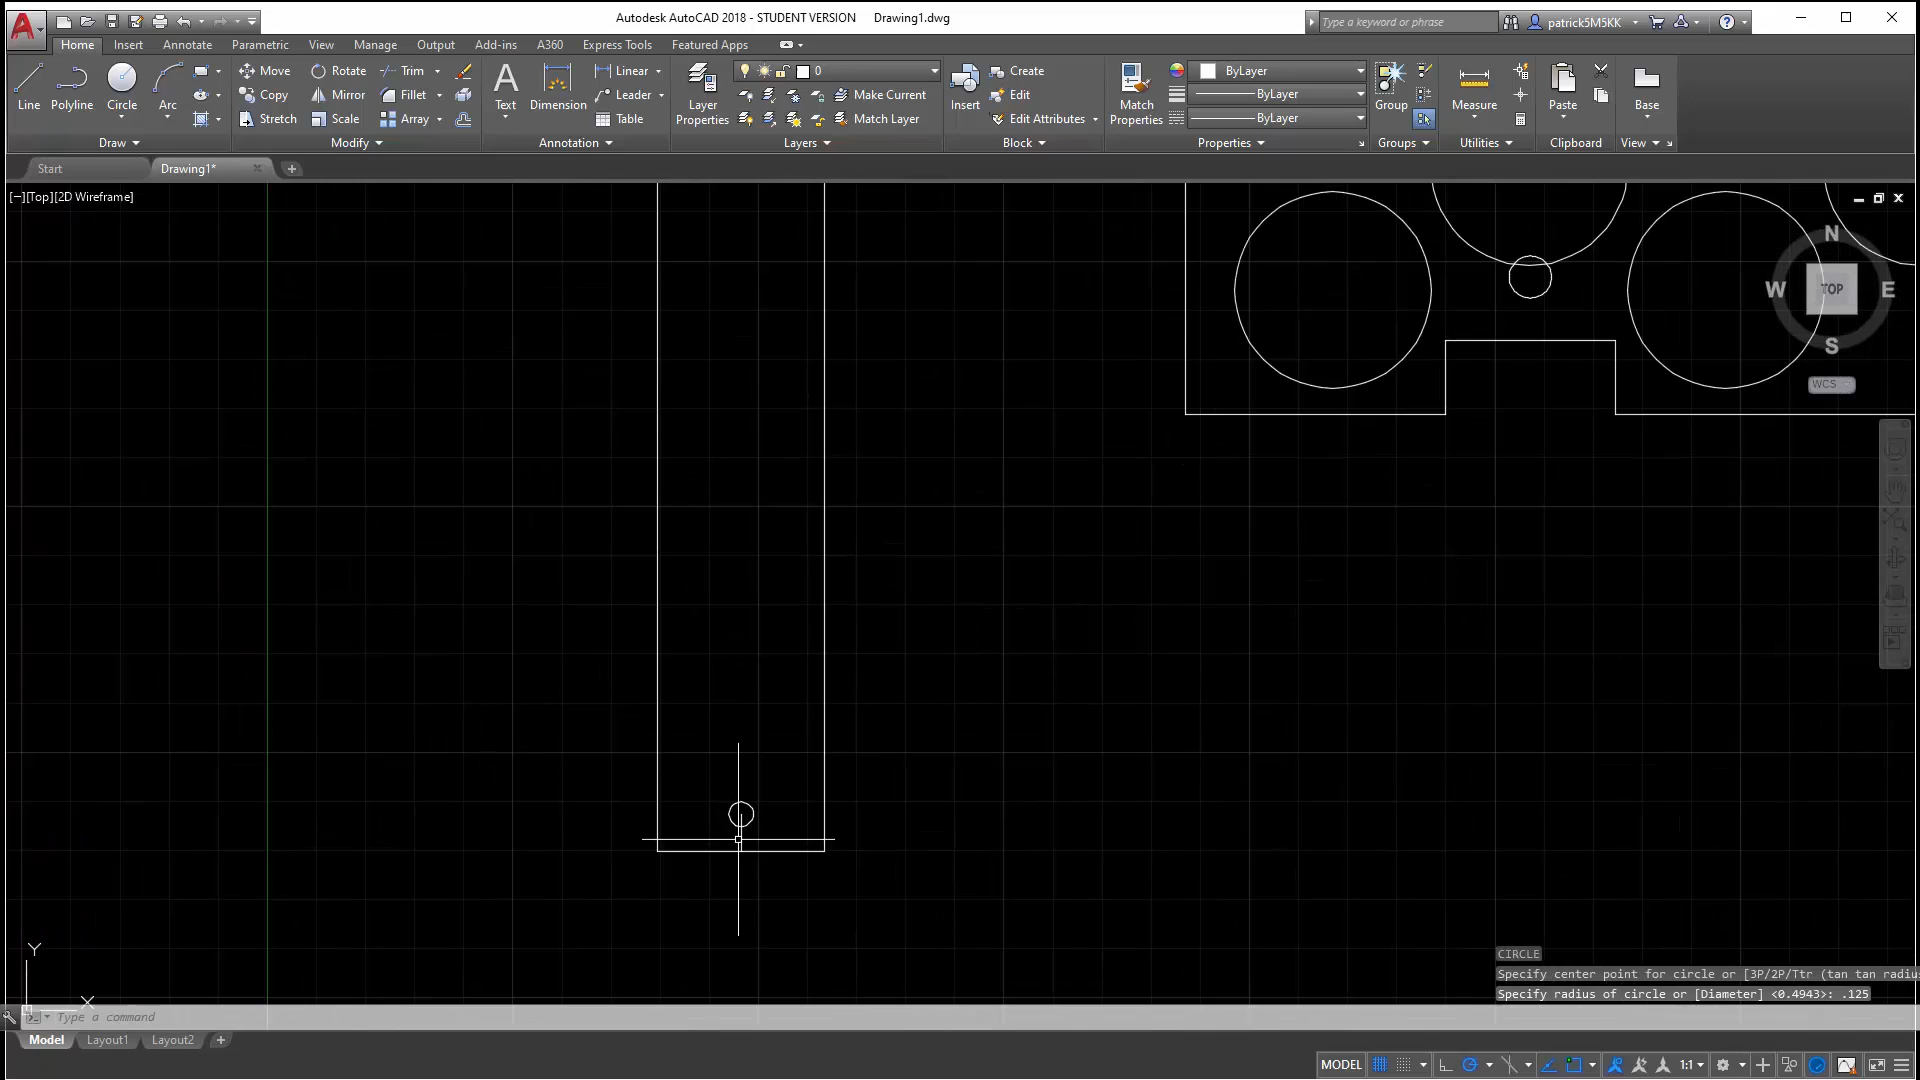 Autodesk AutoCAD 2018 - STUDENT VERSION Drawing1.dwg
Type a keyword or phrase
patrick5M5KK
Home Insert Annotate Parametric View Manage Output Add-ins A360 Express Tools Featured Apps
Line Polyline Circle Arc
Move Rotate Trim
Copy Mirror Fillet
Stretch Scale Array
Text Dimension
Linear
Leader
Table
Layer Properties
0
Make Current
Match Layer
Insert
Create
Edit
Edit Attributes
Match Properties
ByLayer
ByLayer
ByLayer
Group
Measure
Paste
Base
Draw Modify Annotation Layers Block Properties Groups Utilities Clipboard View
Start Drawing1*
[−][Top][2D Wireframe]
N
W TOP E
S
WCS
Y
X
CIRCLE
Specify center point for circle or [3P/2P/Ttr (tan tan radiu
Specify radius of circle or [Diameter] <0.4943>: .125
Type a command
Model Layout1 Layout2
MODEL 1:1